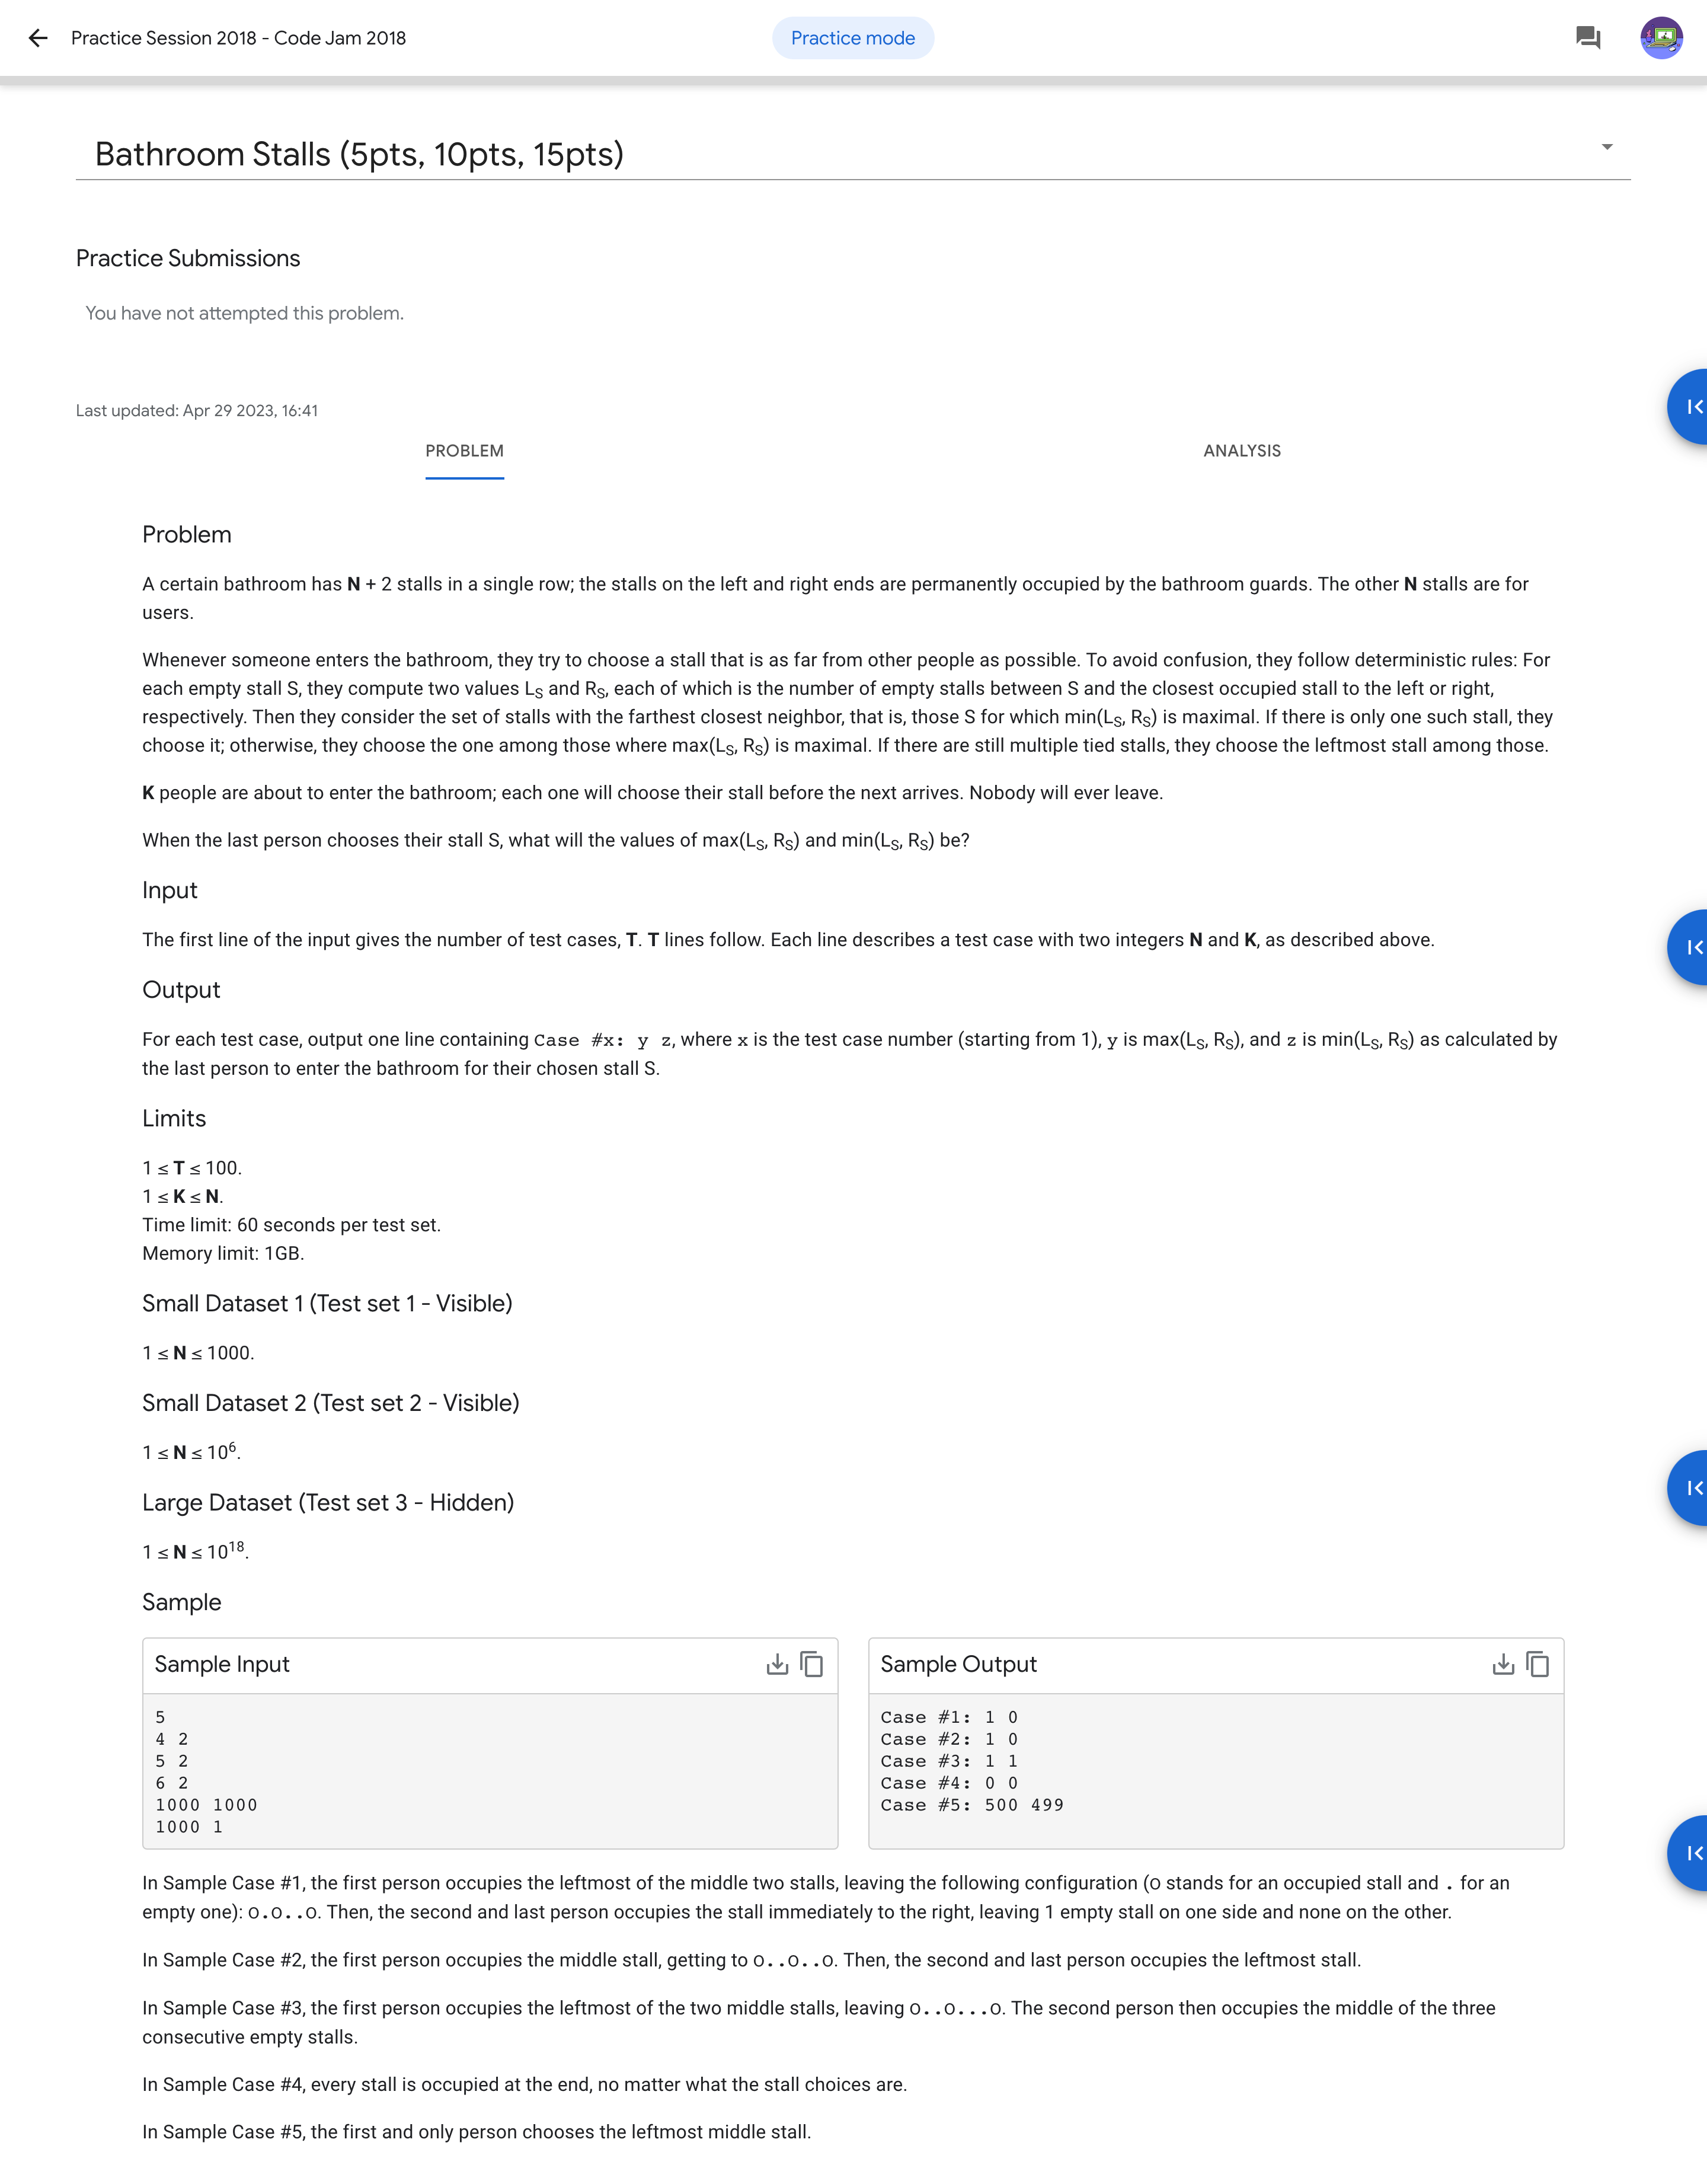 Practice Session 2018 - Code Jam 2018
Practice mode
Bathroom Stalls (5pts, 10pts, 15pts)
Practice Submissions
You have not attempted this problem.
Last updated: Apr 29 2023, 16:41
PROBLEM
ANALYSIS
Problem
A certain bathroom has N + 2 stalls in a single row; the stalls on the left and right ends are permanently occupied by the bathroom guards. The other N stalls are for
users.
Whenever someone enters the bathroom, they try to choose a stall that is as far from other people as possible. To avoid confusion, they follow deterministic rules: For
each empty stall S, they compute two values LS and RS, each of which is the number of empty stalls between S and the closest occupied stall to the left or right,
respectively. Then they consider the set of stalls with the farthest closest neighbor, that is, those S for which min(LS, RS) is maximal. If there is only one such stall, they
choose it; otherwise, they choose the one among those where max(LS, RS) is maximal. If there are still multiple tied stalls, they choose the leftmost stall among those.
K people are about to enter the bathroom; each one will choose their stall before the next arrives. Nobody will ever leave.
When the last person chooses their stall S, what will the values of max(LS, RS) and min(LS, RS) be?
Input
The first line of the input gives the number of test cases, T. T lines follow. Each line describes a test case with two integers N and K, as described above.
Output
For each test case, output one line containing Case #x: y z, where x is the test case number (starting from 1), y is max(LS, RS), and z is min(LS, RS) as calculated by
the last person to enter the bathroom for their chosen stall S.
Limits
1 ≤ T ≤ 100.
1 ≤ K ≤ N.
Time limit: 60 seconds per test set.
Memory limit: 1GB.
Small Dataset 1 (Test set 1 - Visible)
1 ≤ N ≤ 1000.
Small Dataset 2 (Test set 2 - Visible)
1 ≤ N ≤ 10⁶.
Large Dataset (Test set 3 - Hidden)
1 ≤ N ≤ 10¹⁸.
Sample
Sample Input
5
4 2
5 2
6 2
1000 1000
1000 1
Sample Output
Case #1: 1 0
Case #2: 1 0
Case #3: 1 1
Case #4: 0 0
Case #5: 500 499
In Sample Case #1, the first person occupies the leftmost of the middle two stalls, leaving the following configuration (O stands for an occupied stall and . for an
empty one): O.O..O. Then, the second and last person occupies the stall immediately to the right, leaving 1 empty stall on one side and none on the other.
In Sample Case #2, the first person occupies the middle stall, getting to O..O..O. Then, the second and last person occupies the leftmost stall.
In Sample Case #3, the first person occupies the leftmost of the two middle stalls, leaving O..O...O. The second person then occupies the middle of the three
consecutive empty stalls.
In Sample Case #4, every stall is occupied at the end, no matter what the stall choices are.
In Sample Case #5, the first and only person chooses the leftmost middle stall.